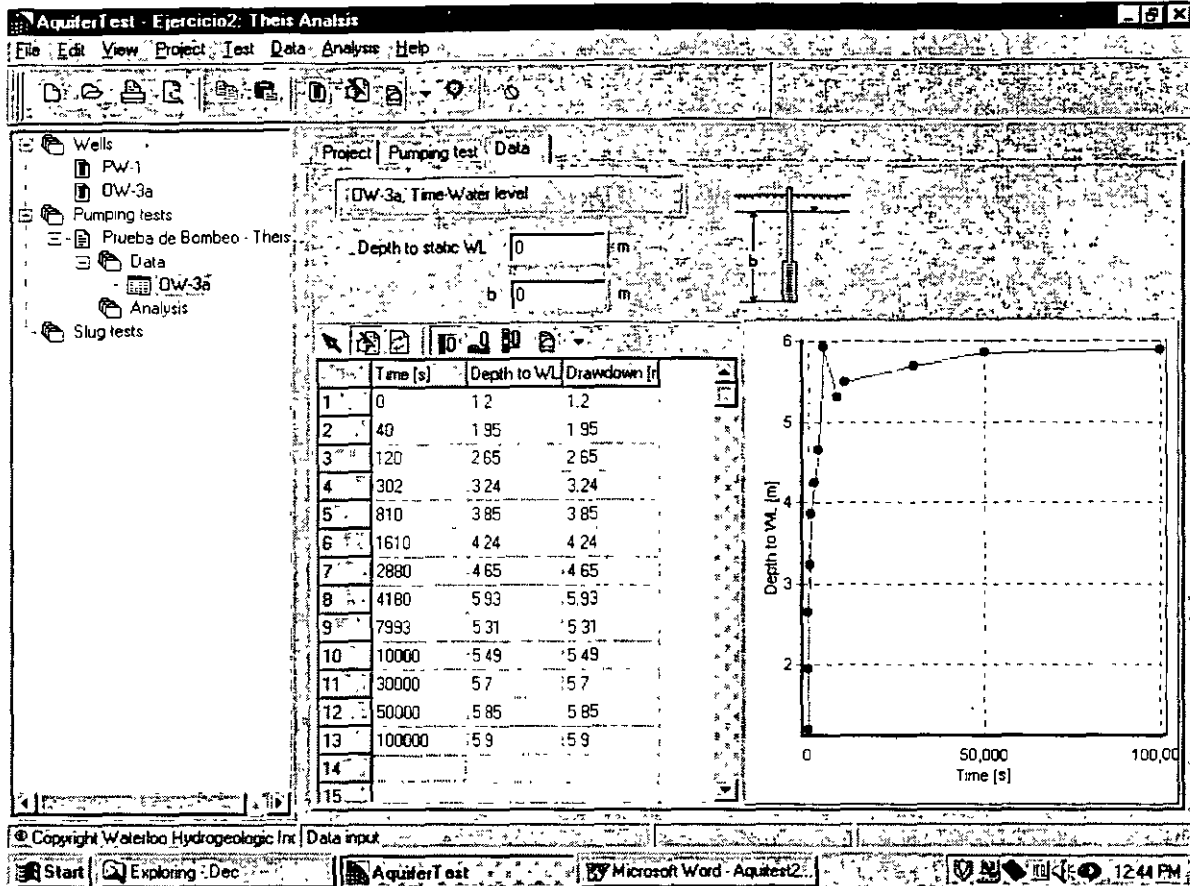 AquiferTest - Ejercicio2: Theis Analsis
File Edit View Project Test Data Analysis Help
Wells
PW-1
OW-3a
Pumping tests
Prueba de Bombeo - Theis
Data
OW-3a
Analysis
Slug tests
Project Pumping test Data
OW-3a, Time-Water level
Depth to static WL 0 m
b 0 m
b
Time [s] Depth to WL Drawdown [r
1 0 1.2 1.2
2 40 1.95 1.95
3 120 2.65 2.65
4 302 3.24 3.24
5 810 3.85 3.85
6 1610 4.24 4.24
7 2880 4.65 4.65
8 4180 5.93 5.93
9 7993 5.31 5.31
10 10000 5.49 5.49
11 30000 5.7 5.7
12 50000 5.85 5.85
13 100000 5.9 5.9
14
15
6
5
4
3
2
Depth to WL [m]
0 50,000 100,00
Time [s]
© Copyright Waterloo Hydrogeologic Inc Data input
Start Exploring - Dec AquiferTest Microsoft Word - Aquitest2... 12:44 PM